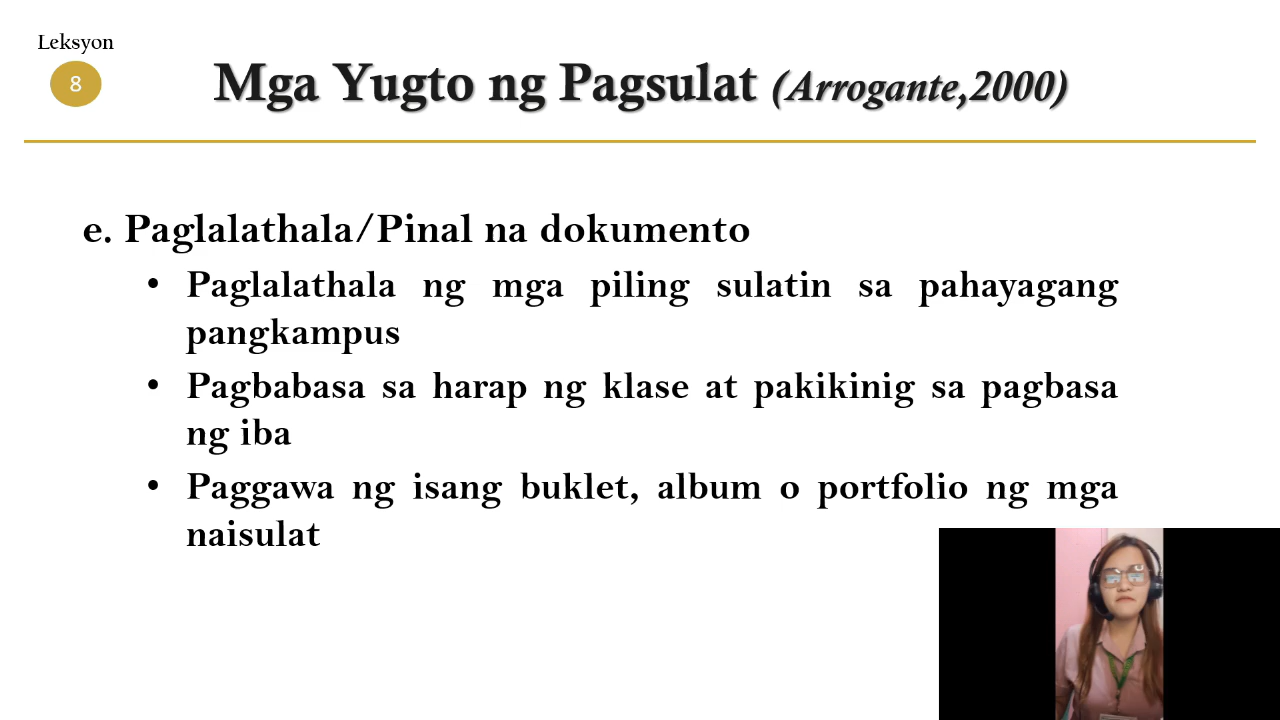 Leksyon
8
Mga Yugto ng Pagsulat (Arrogante,2000)
e. Paglalathala/Pinal na dokumento
• Paglalathala ng mga piling sulatin sa pahayagang
pangkampus
• Pagbabasa sa harap ng klase at pakikinig sa pagbasa
ng iba
• Paggawa ng isang buklet, album o portfolio ng mga
naisulat